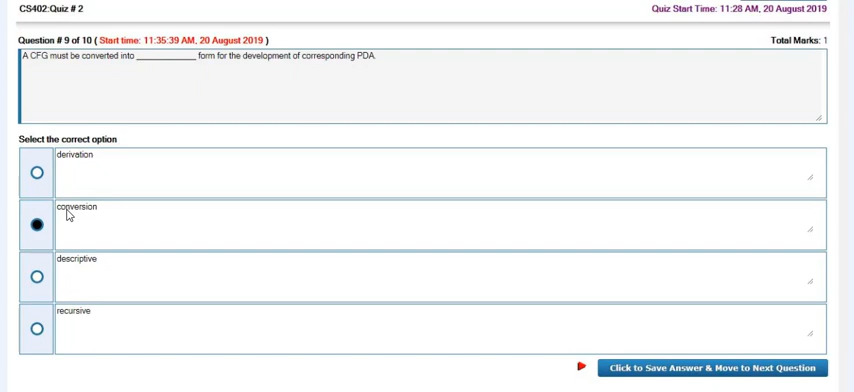 CS402:Quiz # 2
Quiz Start Time: 11:28 AM, 20 August 2019
Question # 9 of 10 ( Start time: 11:35:39 AM, 20 August 2019 )
Total Marks: 1
A CFG must be converted into ______________ form for the development of corresponding PDA.
Select the correct option
derivation
conversion
descriptive
recursive
Click to Save Answer & Move to Next Question